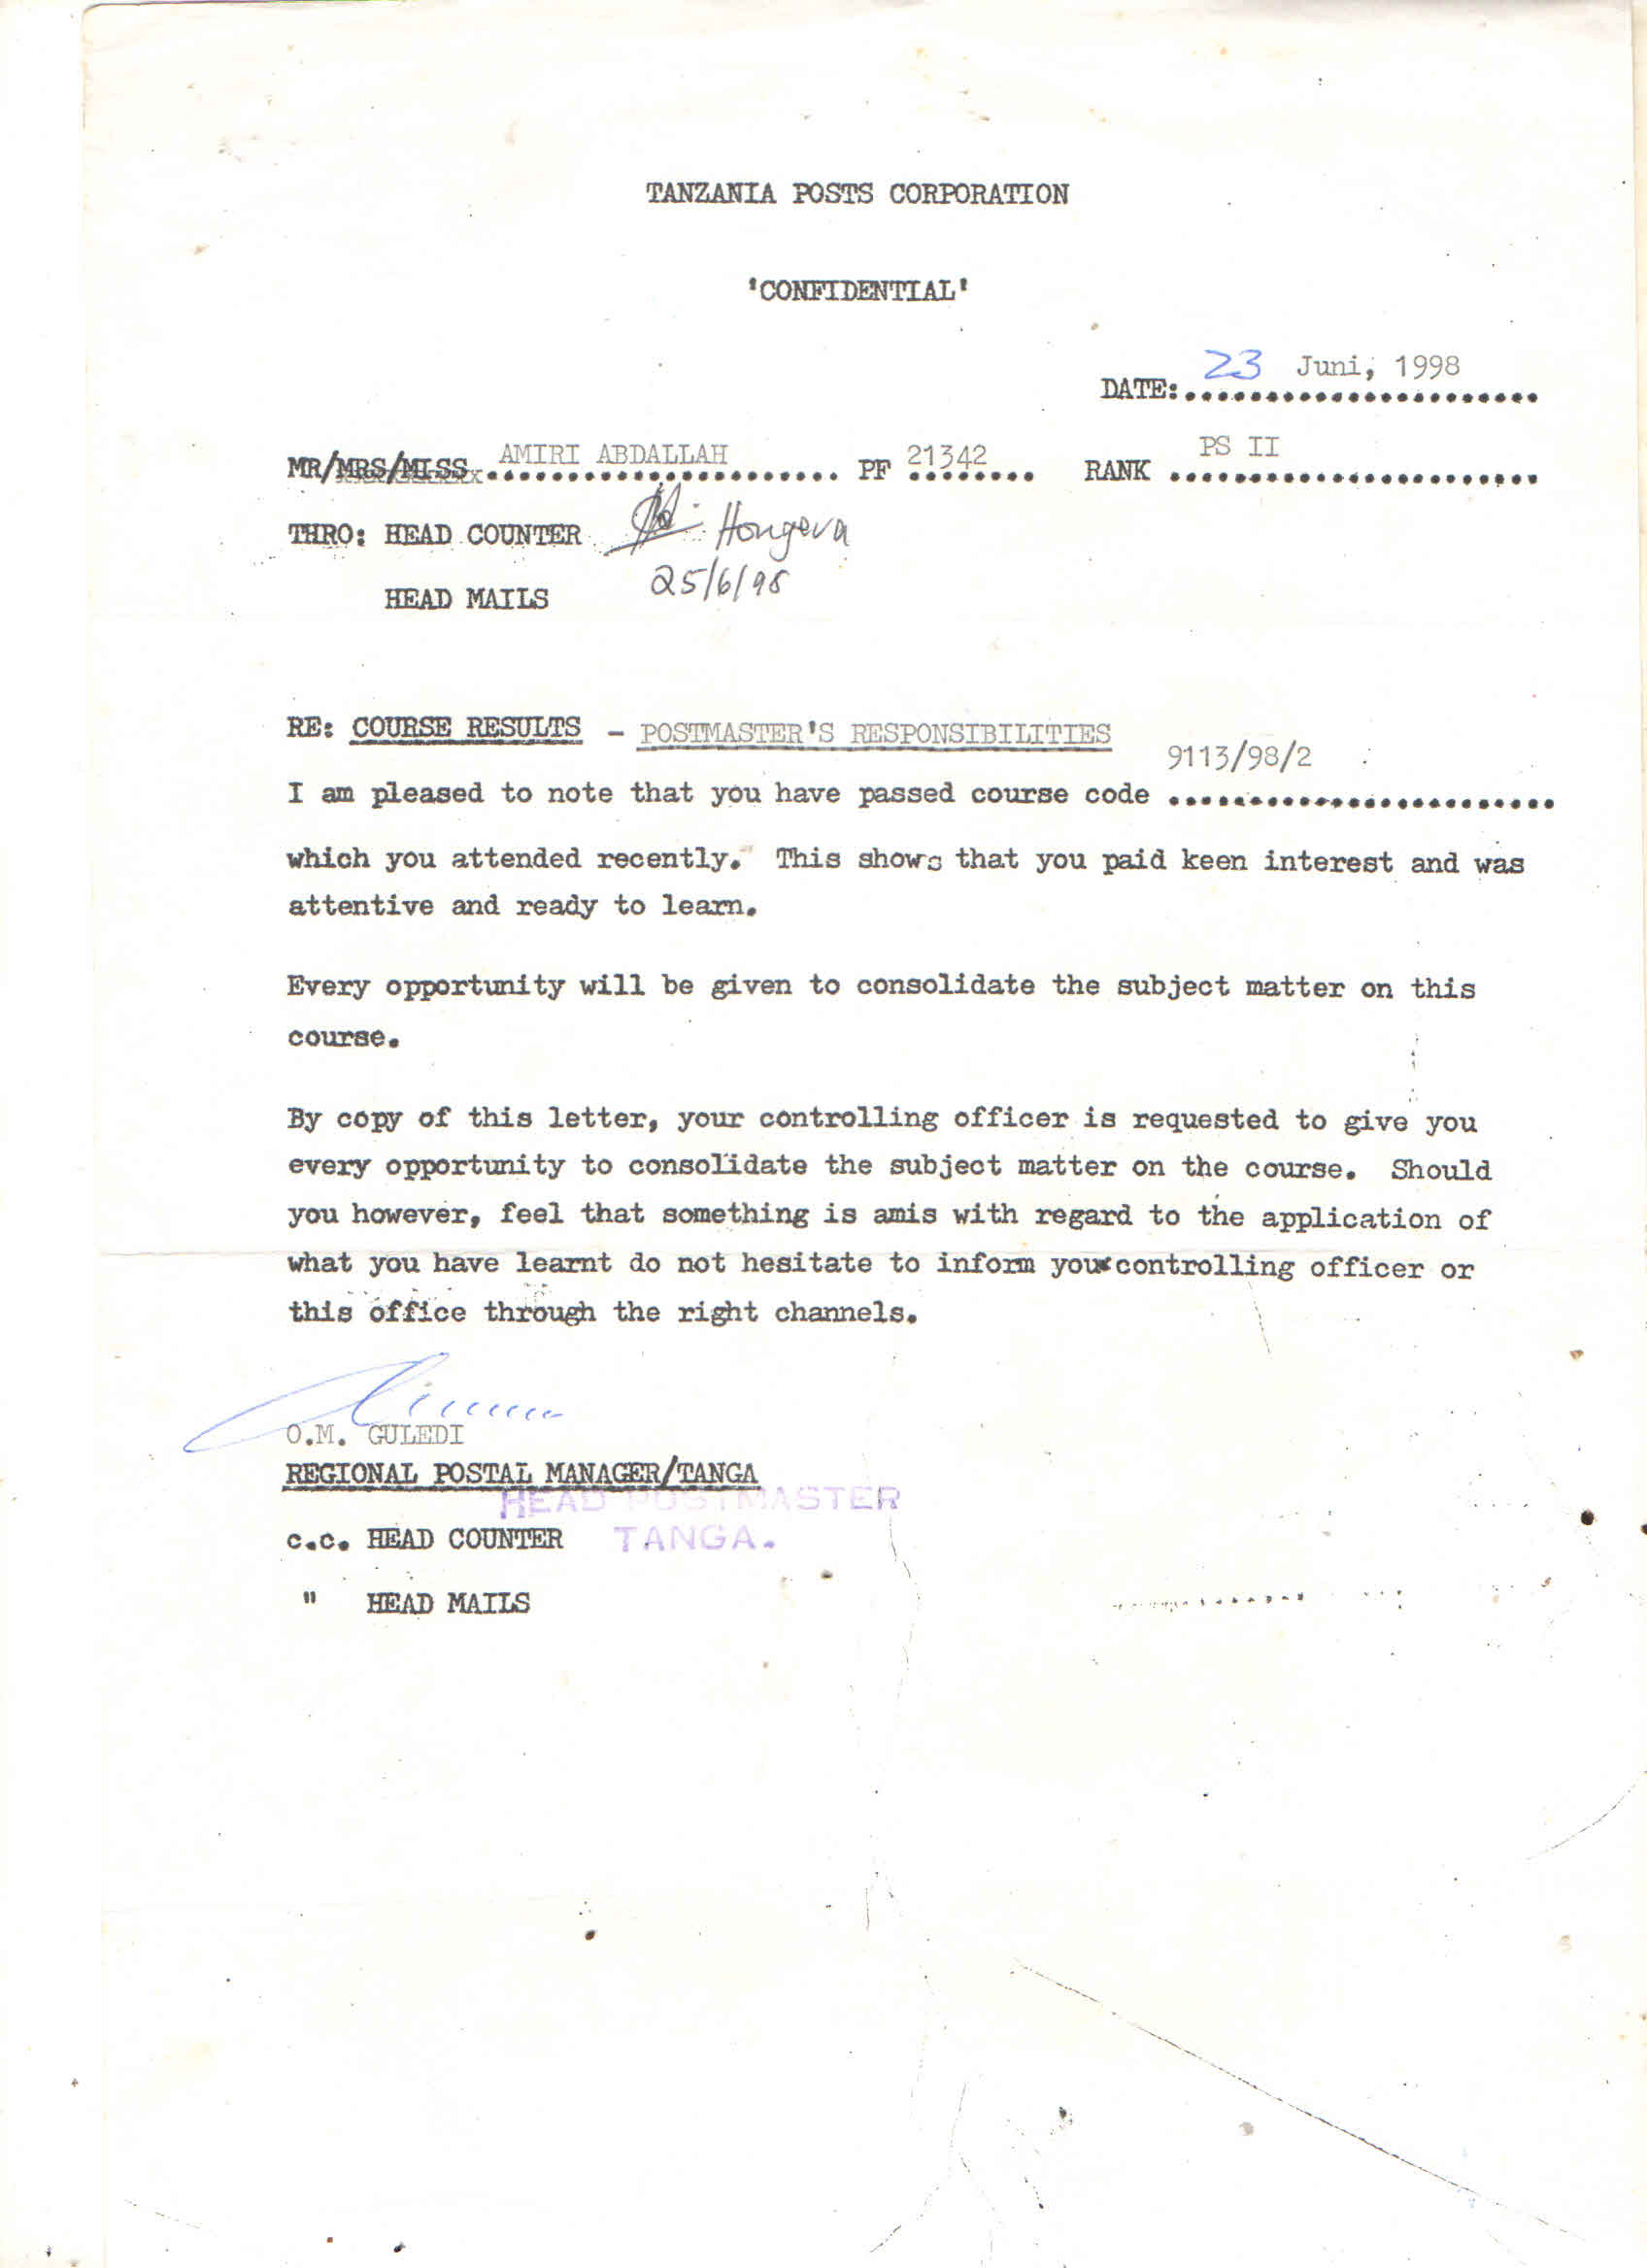 TANZANIA POSTS CORPORATION
'CONFIDENTIAL'
DATE: 23 Juni, 1998
MR/MRS/MISS AMIRI ABDALLAH PF 21342 RANK PS II
THRO: HEAD COUNTER Hongera
HEAD MAILS 25/6/98
RE: COURSE RESULTS - POSTMASTER'S RESPONSIBILITIES
I am pleased to note that you have passed course code 9113/98/2
which you attended recently. This shows that you paid keen interest and was
attentive and ready to learn.
Every opportunity will be given to consolidate the subject matter on this
course.
By copy of this letter, your controlling officer is requested to give you
every opportunity to consolidate the subject matter on the course. Should
you however, feel that something is amis with regard to the application of
what you have learnt do not hesitate to inform your controlling officer or
this office through the right channels.
O.M. GULEDI
REGIONAL POSTAL MANAGER/TANGA
HEAD POSTMASTER
c.c. HEAD COUNTER TANGA.
" HEAD MAILS